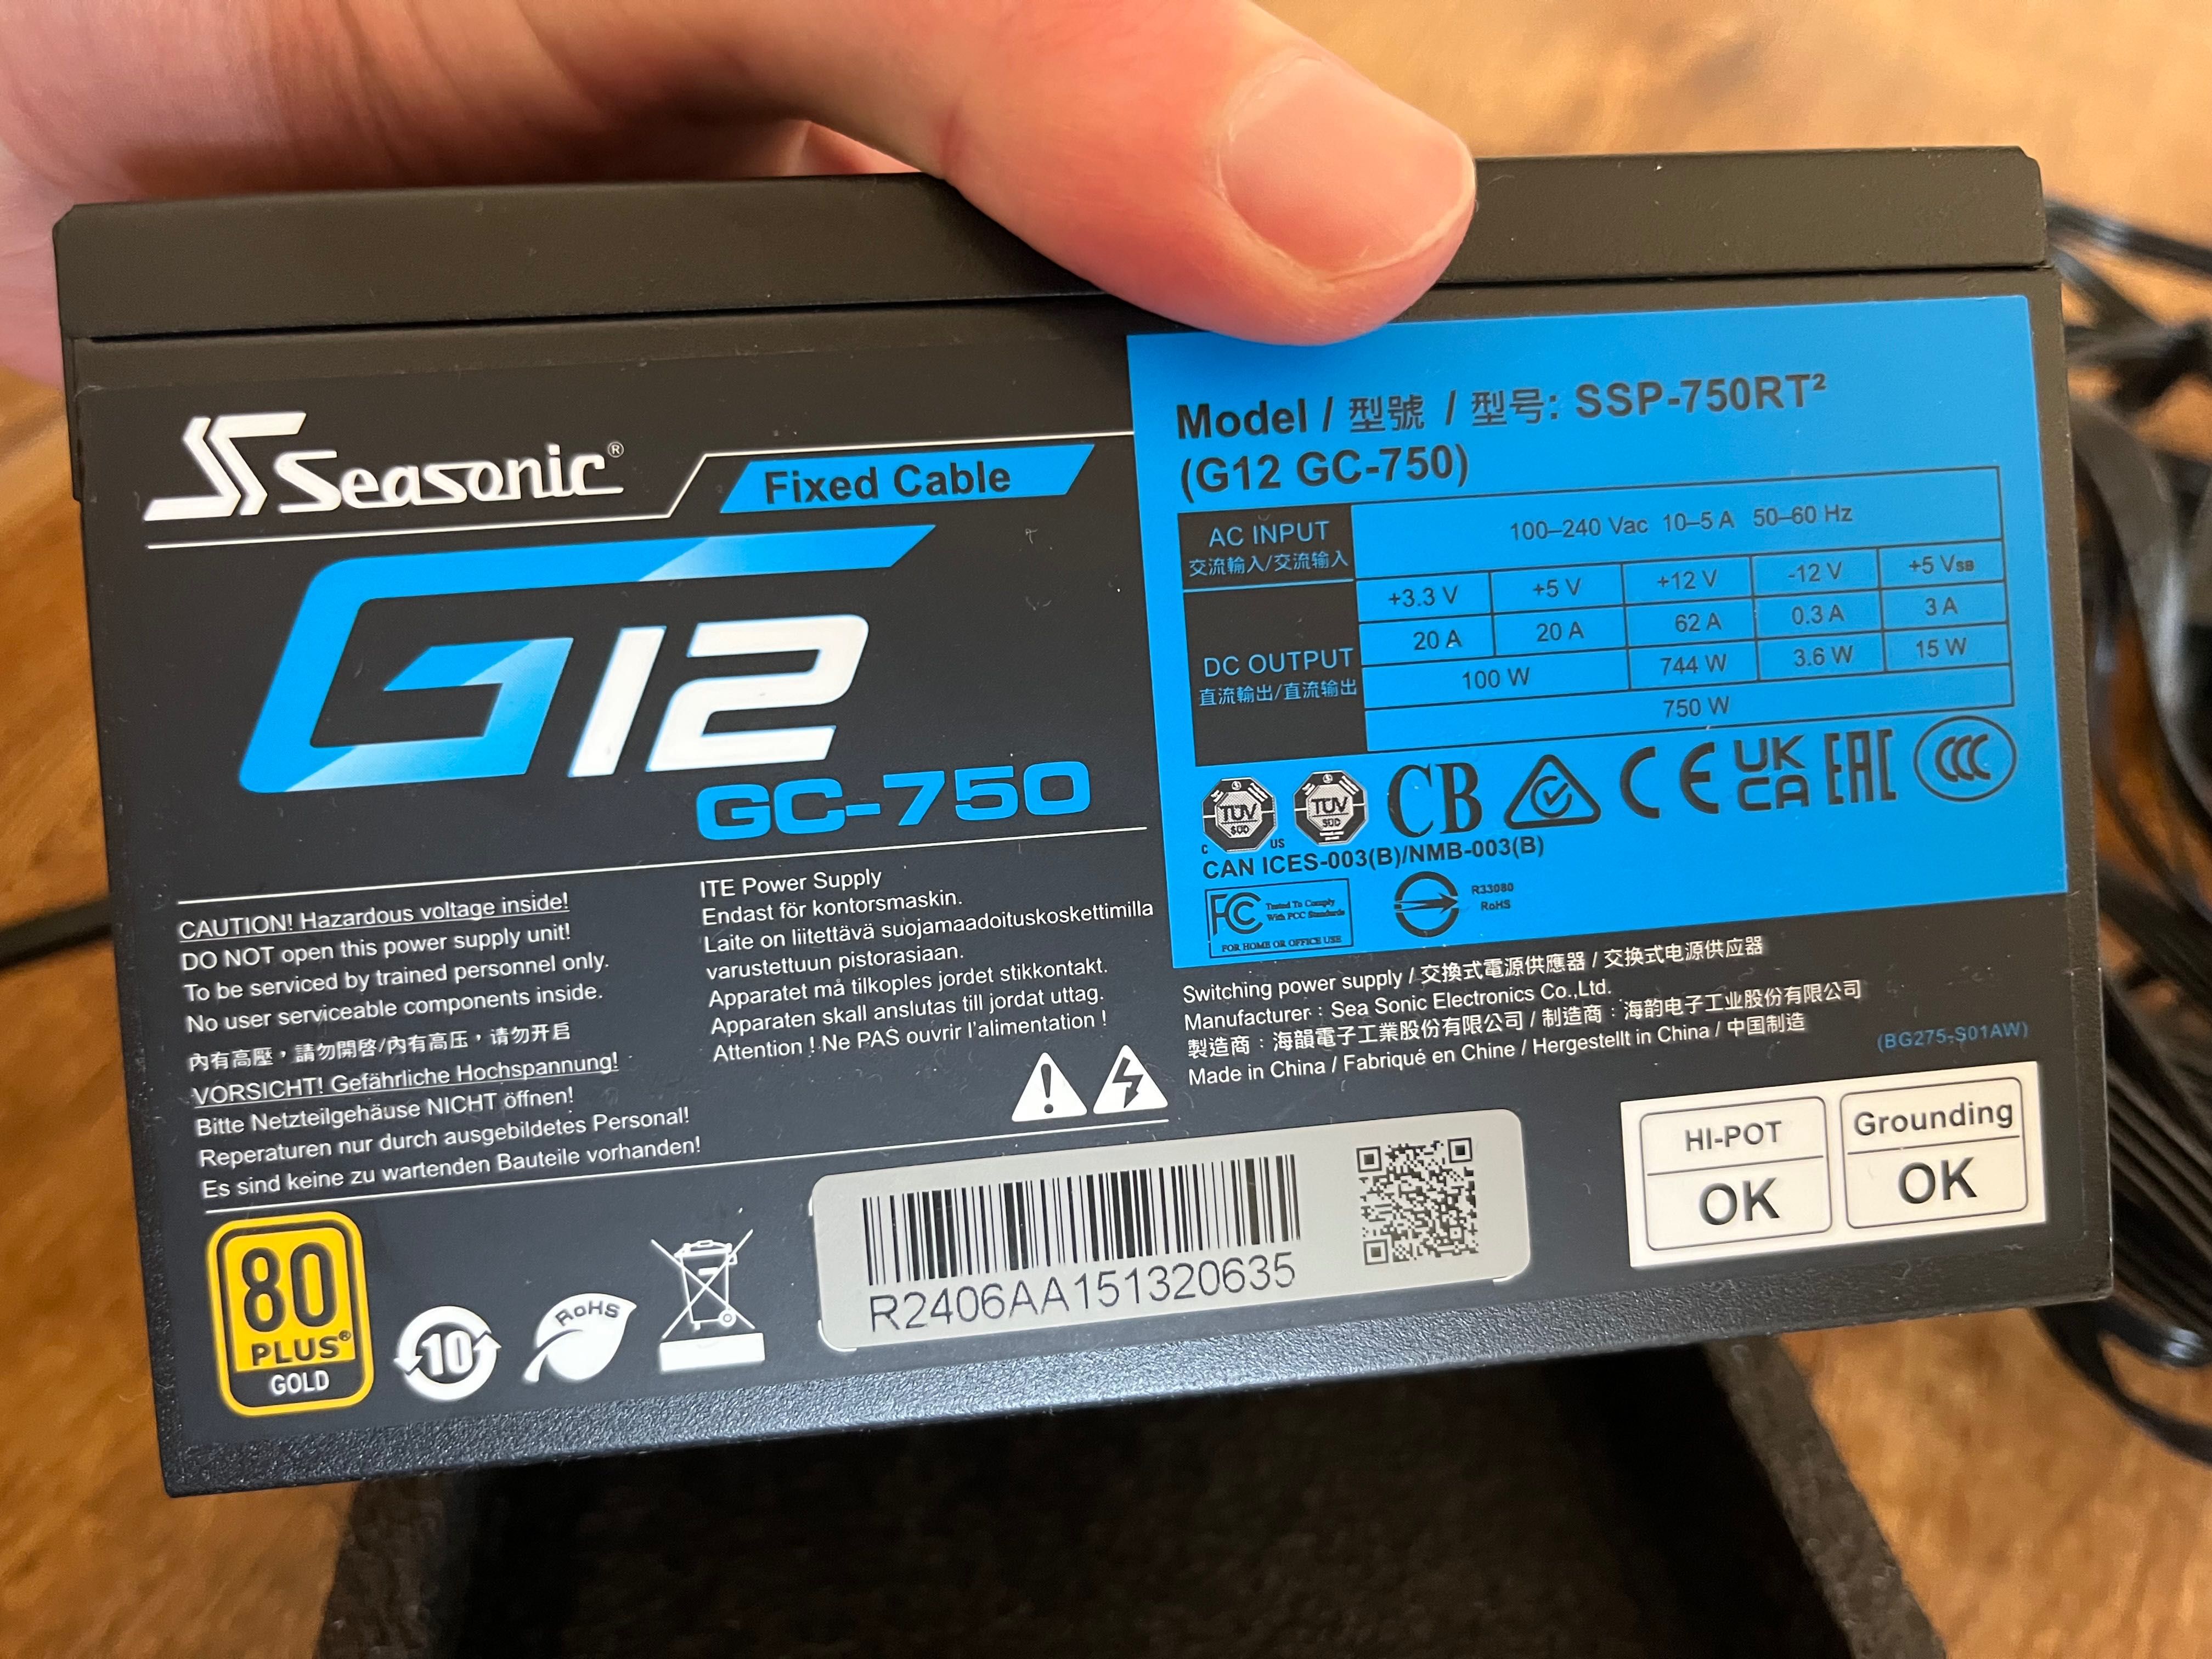 Seasonic®
Fixed Cable
G12
GC-750
CAUTION! Hazardous voltage inside!
DO NOT open this power supply unit!
To be serviced by trained personnel only.
No user serviceable components inside.
內有高壓，請勿開啓/內有高压，请勿开启
VORSICHT! Gefährliche Hochspannung!
Bitte Netzteilgehäuse NICHT öffnen!
Reperaturen nur durch ausgebildetes Personal!
Es sind keine zu wartenden Bauteile vorhanden!
ITE Power Supply
Endast för kontorsmaskin.
Laite on liitettävä suojamaadoituskoskettimilla
varustettuun pistorasiaan.
Apparatet må tilkoples jordet stikkontakt.
Apparaten skall anslutas till jordat uttag.
Attention ! Ne PAS ouvrir l'alimentation !
80
PLUS®
GOLD
10
RoHS
R2406AA151320635
Model / 型號 / 型号: SSP-750RT²
(G12 GC-750)
AC INPUT 100–240 Vac 10–5 A 50–60 Hz
交流輸入/交流输入
+3.3 V +5 V +12 V -12 V +5 VSB
20 A 20 A 62 A 0.3 A 3 A
DC OUTPUT
直流輸出/直流输出
100 W 744 W 3.6 W 15 W
750 W
TÜV SÜD C US TÜV SÜD CB CE UK CA EAC CCC
CAN ICES-003(B)/NMB-003(B)
FC Tested To Comply
With FCC Standards
FOR HOME OR OFFICE USE
R33080
RoHS
Switching power supply / 交換式電源供應器 / 交换式电源供应器
Manufacturer : Sea Sonic Electronics Co.,Ltd.
製造商：海韻電子工業股份有限公司 / 制造商：海韵电子工业股份有限公司
Made in China / Fabriqué en Chine / Hergestellt in China / 中国制造
(BG275-S01AW)
HI-POT
OK
Grounding
OK